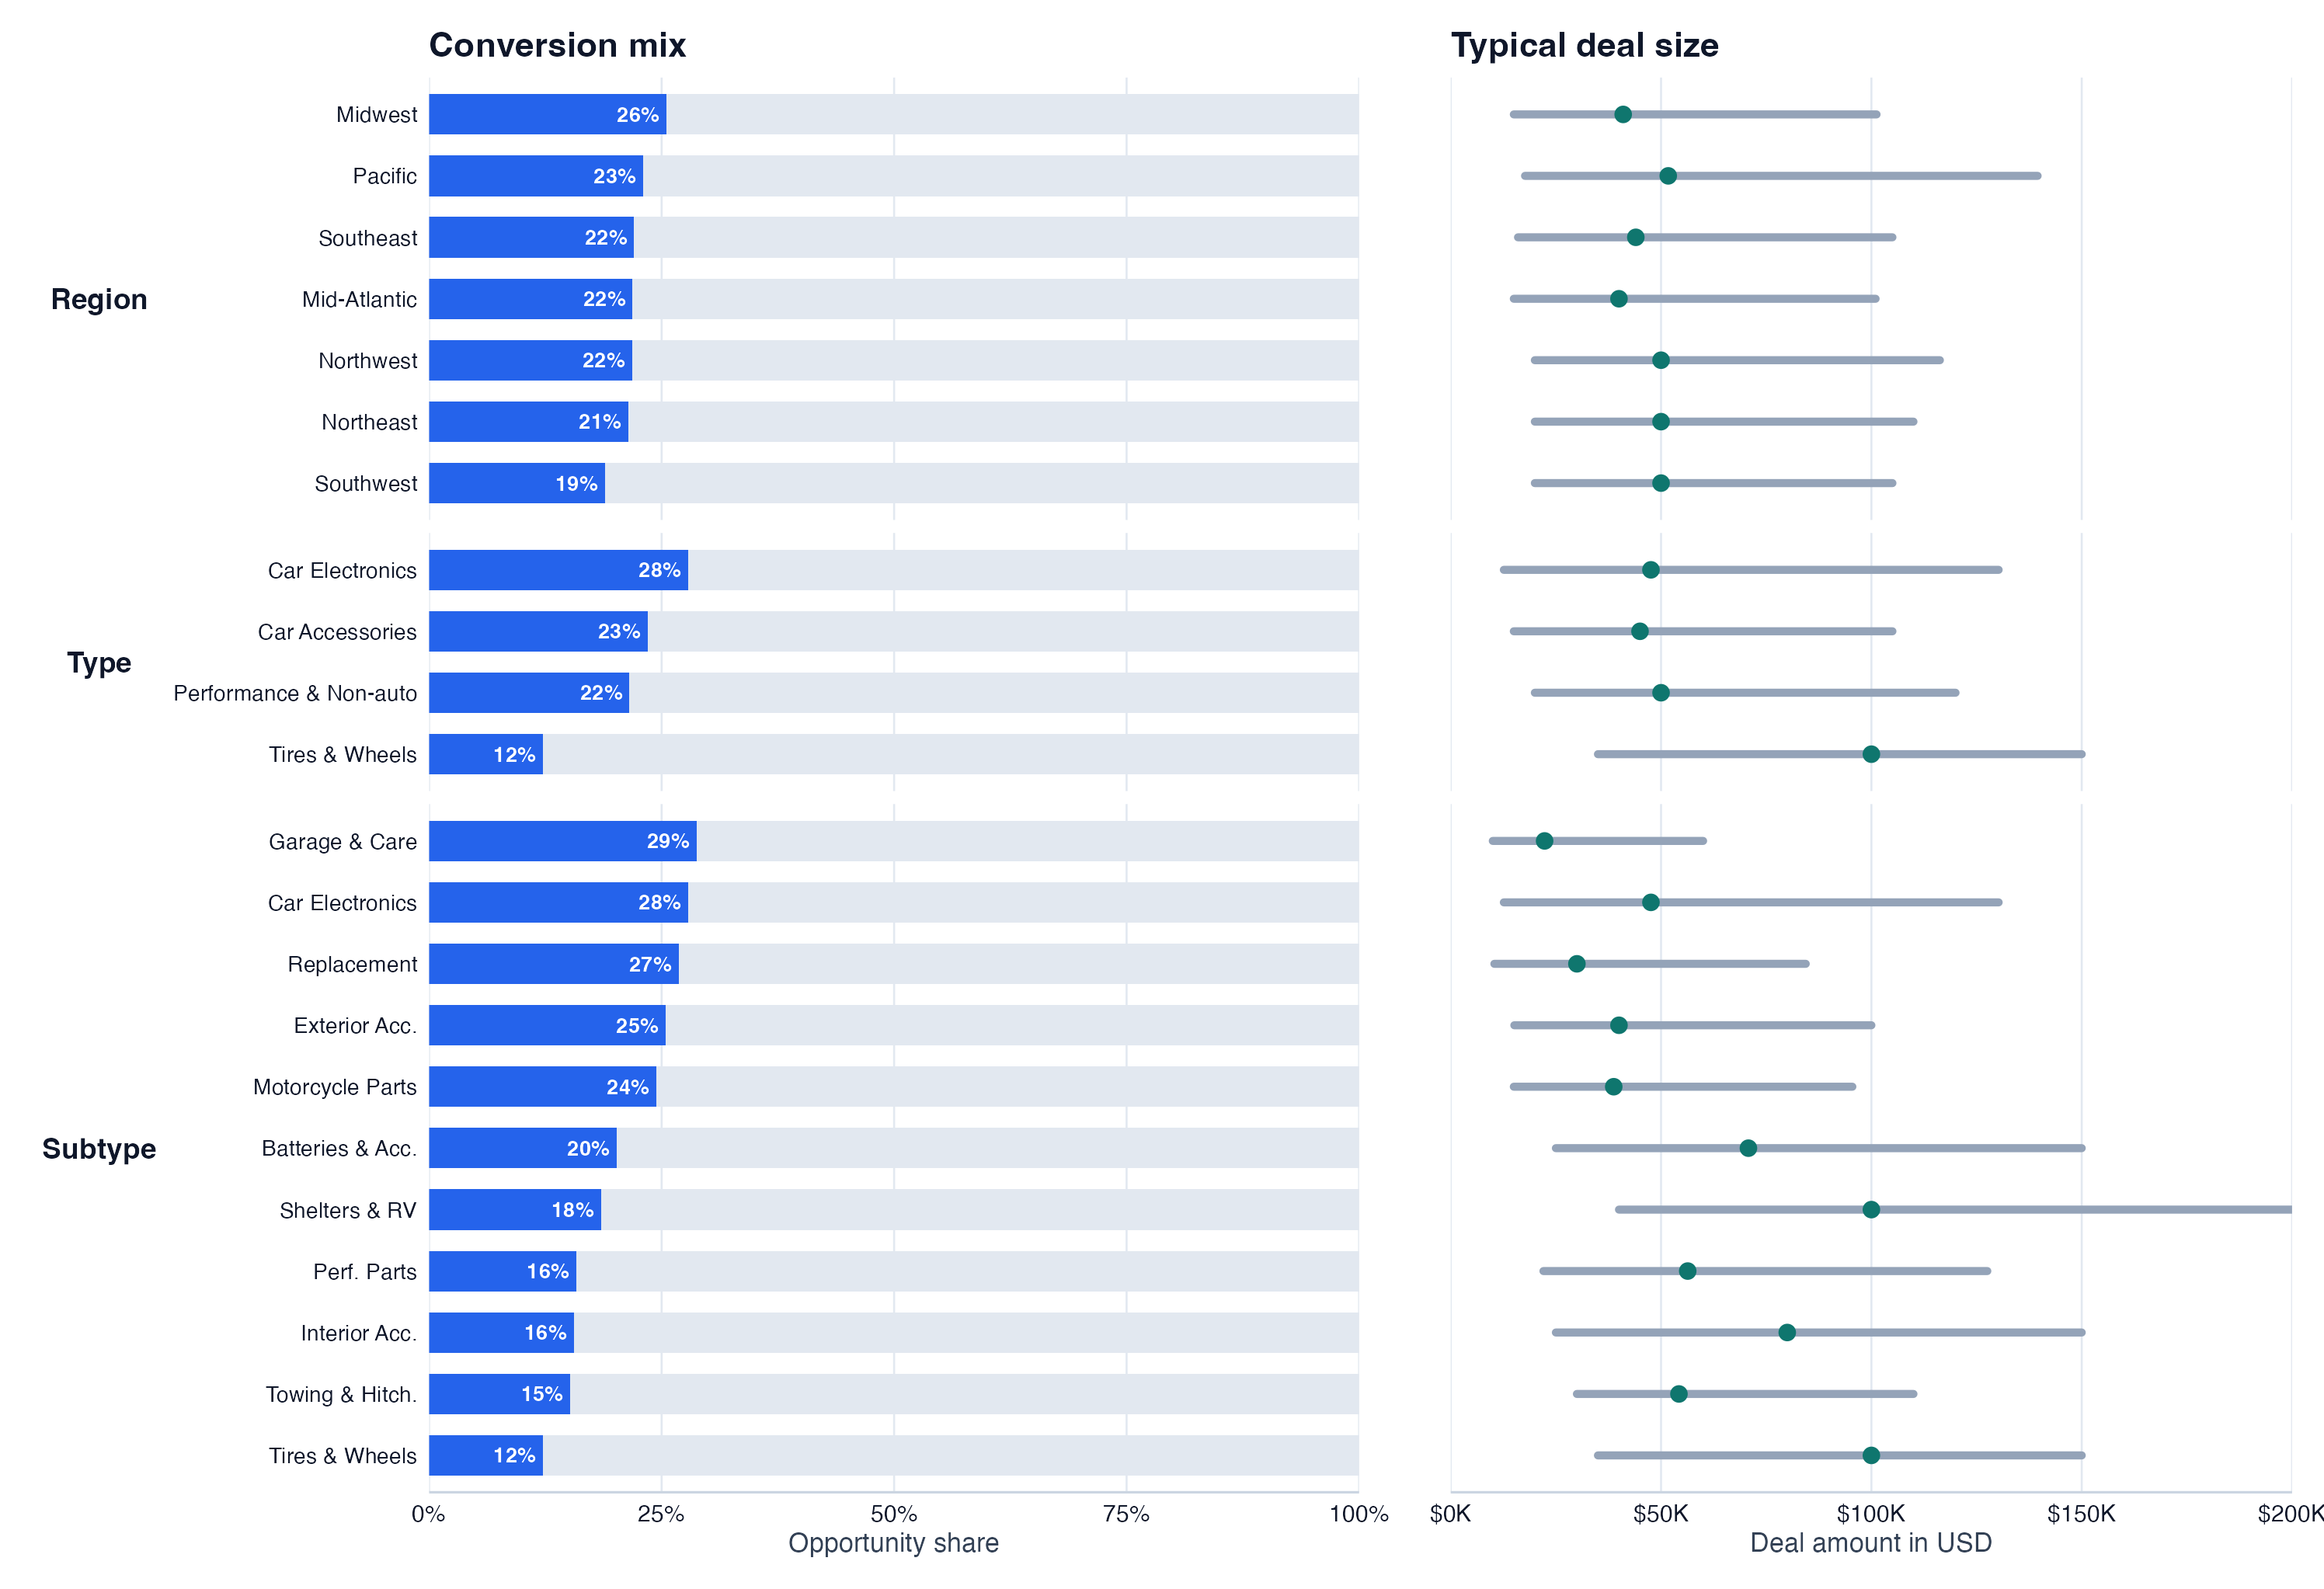 Conversion mix
Typical deal size
Region
Midwest 26%
Pacific 23%
Southeast 22%
Mid-Atlantic 22%
Northwest 22%
Northeast 21%
Southwest 19%
Type
Car Electronics 28%
Car Accessories 23%
Performance & Non-auto 22%
Tires & Wheels 12%
Subtype
Garage & Care 29%
Car Electronics 28%
Replacement 27%
Exterior Acc. 25%
Motorcycle Parts 24%
Batteries & Acc. 20%
Shelters & RV 18%
Perf. Parts 16%
Interior Acc. 16%
Towing & Hitch. 15%
Tires & Wheels 12%
0% 25% 50% 75% 100%
Opportunity share
$0K $50K $100K $150K $200K
Deal amount in USD